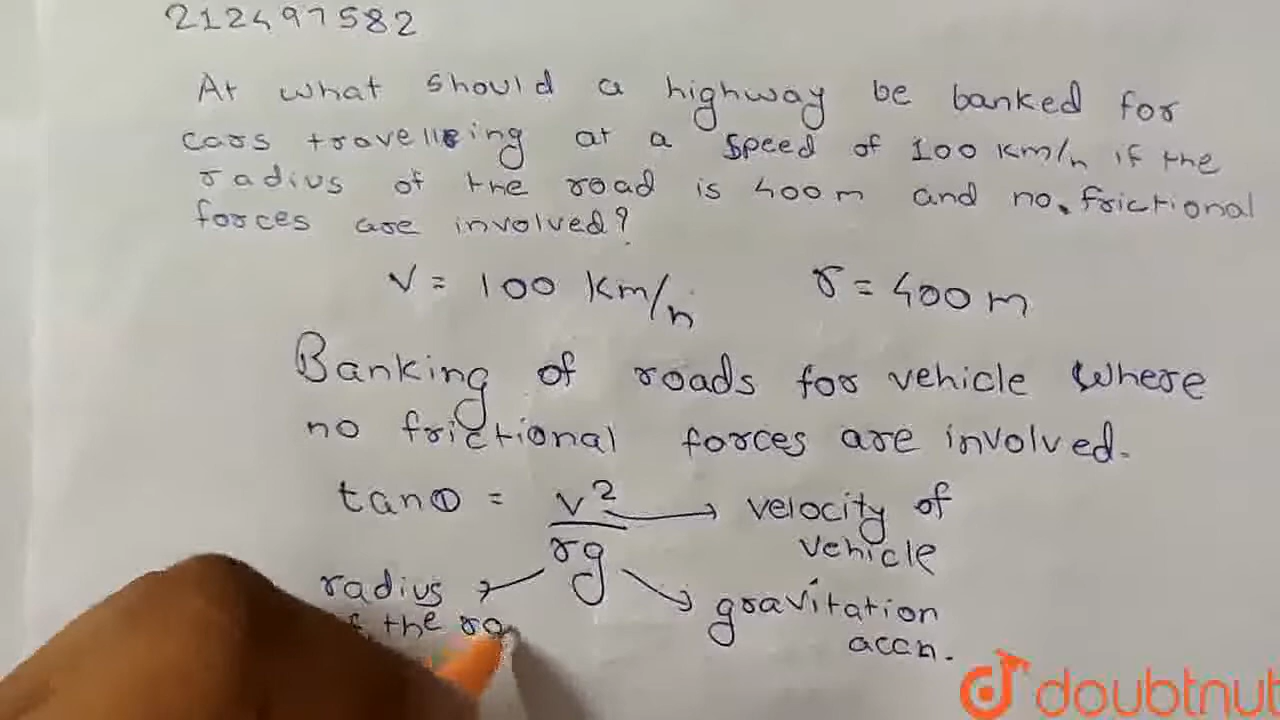 212497582
At what should a highway be banked for
cars travelling at a speed of 100 km/h if the
radius of the road is 400 m and no. frictional
forces are involved?
v = 100 km/h r = 400 m
Banking of roads for vehicle where
no frictional forces are involved.
tanθ = v²/rg → velocity of
vehicle
radius
the
gravitation
accn.
doubtnut